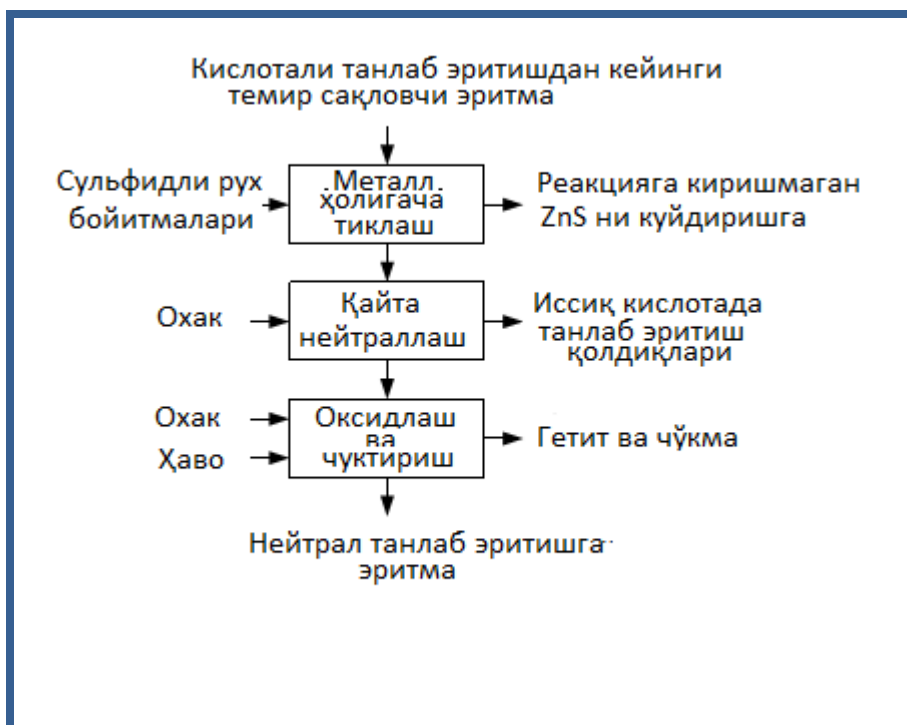 Кислотали танлаб эритишдан кейинги
темир сақловчи эритма
Сульфидли рух
бойитмалари
Металл
ҳолигача
тиклаш
Реакцияга киришмаган
ZnS ни куйдиришга
Охак
Қайта
нейтраллаш
Иссиқ кислотада
танлаб эритиш
қолдиқлари
Охак
Ҳаво
Оксидлаш
ва
чуктириш
Гетит ва чўкма
Нейтрал танлаб эритишга
эритма